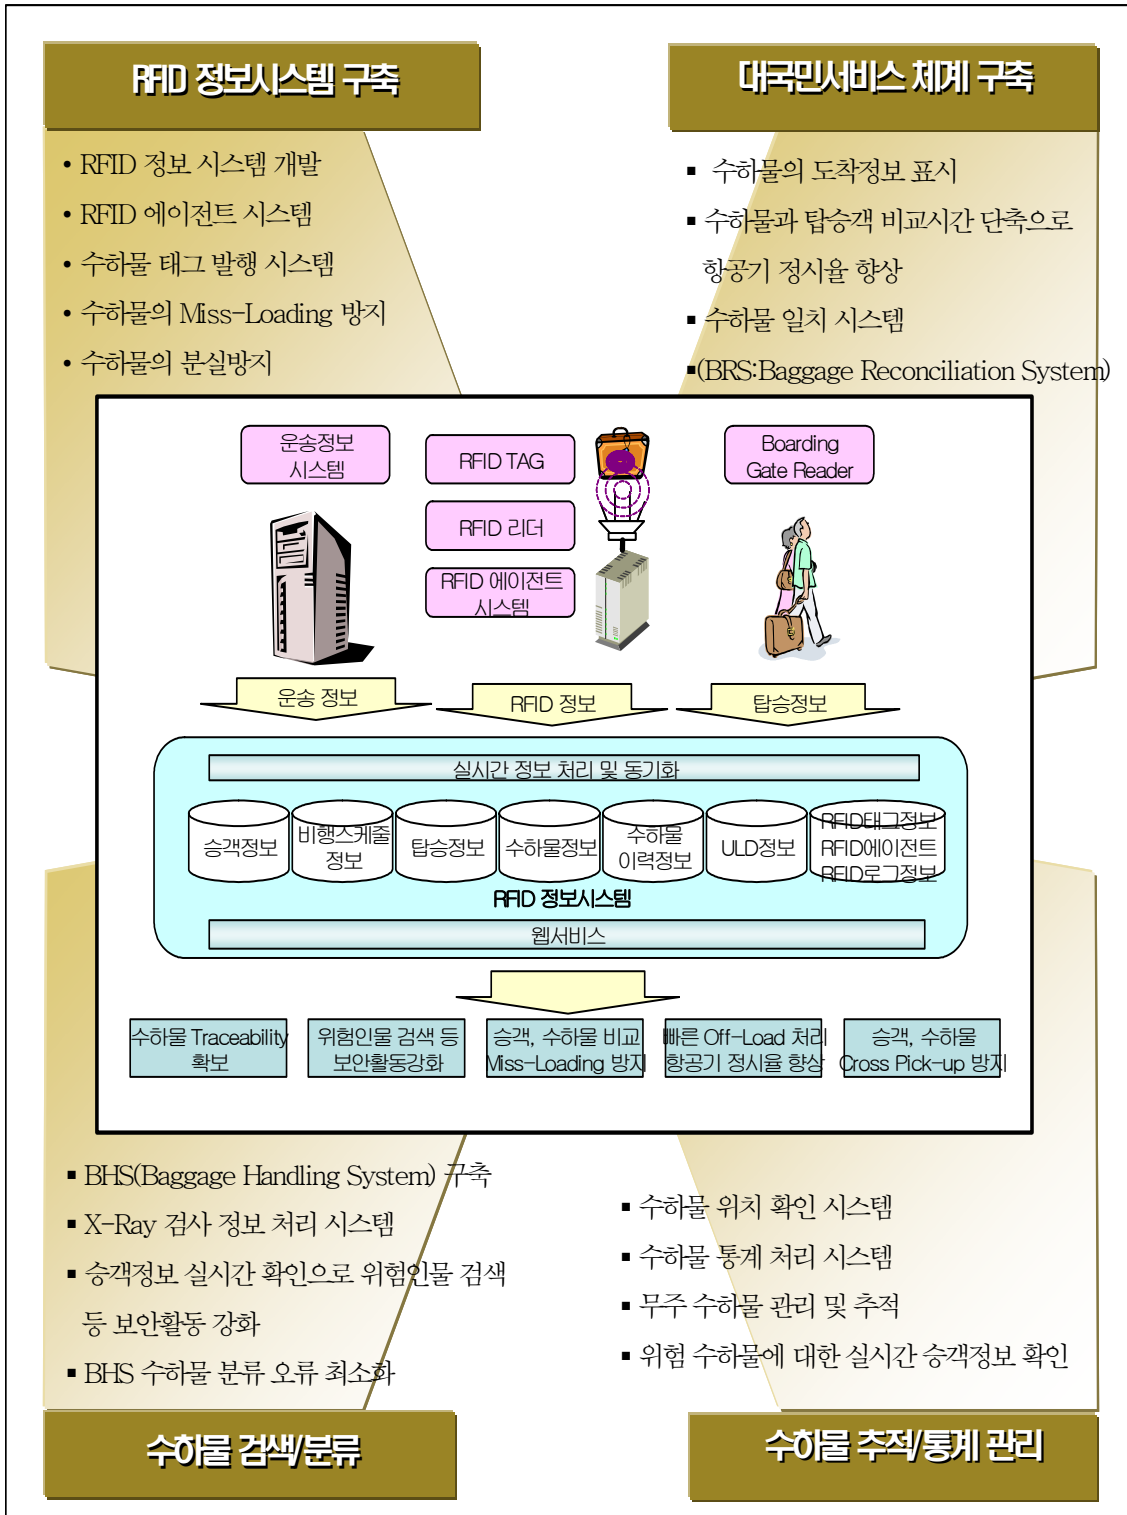 RFID 정보시스템 구축
• RFID 정보 시스템 개발
• RFID 에이전트 시스템
• 수하물 태그 발행 시스템
• 수하물의 Miss-Loading 방지
• 수하물의 분실방지
대국민서비스 체계 구축
▪ 수하물의 도착정보 표시
▪ 수하물과 탑승객 비교시간 단축으로
항공기 정시율 향상
▪ 수하물 일치 시스템
▪(BRS:Baggage Reconciliation System)
운송정보
시스템
RFID TAG
RFID 리더
RFID 에이전트
시스템
Boarding
Gate Reader
운송 정보
RFID 정보
탑승정보
실시간 정보 처리 및 동기화
승객정보
비행스케줄
정보
탑승정보
수하물정보
수하물
이력정보
ULD정보
RFID태그정보
RFID에이전트
RFID로그정보
RFID 정보시스템
웹서비스
수하물 Traceability
확보
위험인물 검색 등
보안활동강화
승객, 수하물 비교
Miss-Loading 방지
빠른 Off-Load 처리
항공기 정시율 향상
승객, 수하물
Cross Pick-up 방지
▪ BHS(Baggage Handling System) 구축
▪ X-Ray 검사 정보 처리 시스템
▪ 승객정보 실시간 확인으로 위험인물 검색
등 보안활동 강화
▪ BHS 수하물 분류 오류 최소화
수하물 검색/분류
▪ 수하물 위치 확인 시스템
▪ 수하물 통계 처리 시스템
▪ 무주 수하물 관리 및 추적
▪ 위험 수하물에 대한 실시간 승객정보 확인
수하물 추적/통계 관리